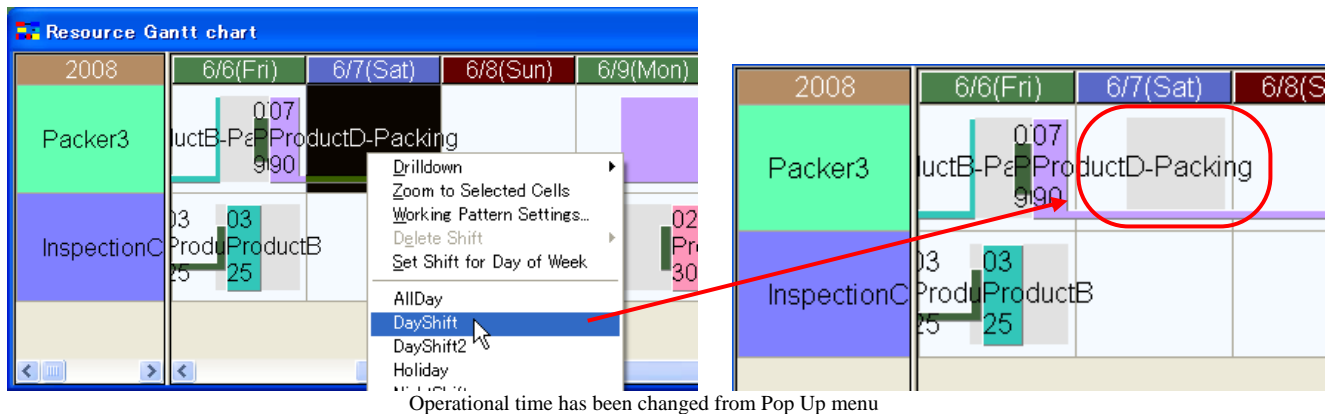 Resource Gantt chart
2008 6/6(Fri) 6/7(Sat) 6/8(Sun) 6/9(Mon)
Packer3
0 07
ductB-Pa P ProductD-Packing
9 90
Drilldown
Zoom to Selected Cells
Working Pattern Settings...
Delete Shift
Set Shift for Day of Week
AllDay
DayShift
DayShift2
Holiday
InspectionC
03 03 02
Produ ProductB Pr
25 25 30
2008 6/6(Fri) 6/7(Sat) 6/8(S
Packer3
0 07
uctB-Pa P ProductD-Packing
9 90
InspectionC
03 03
Produ ProductB
25 25
Operational time has been changed from Pop Up menu